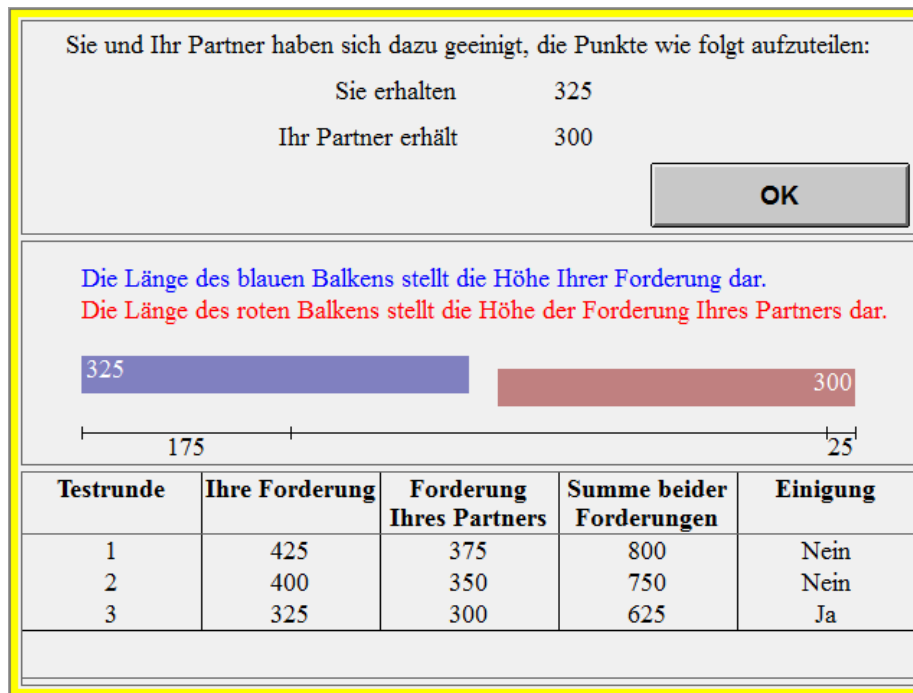 Sie und Ihr Partner haben sich dazu geeinigt, die Punkte wie folgt aufzuteilen:
Sie erhalten 325
Ihr Partner erhält 300
OK
Die Länge des blauen Balkens stellt die Höhe Ihrer Forderung dar.
Die Länge des roten Balkens stellt die Höhe der Forderung Ihres Partners dar.
325
300
175 25
Testrunde Ihre Forderung Forderung Summe beider Einigung
Ihres Partners Forderungen
1 425 375 800 Nein
2 400 350 750 Nein
3 325 300 625 Ja